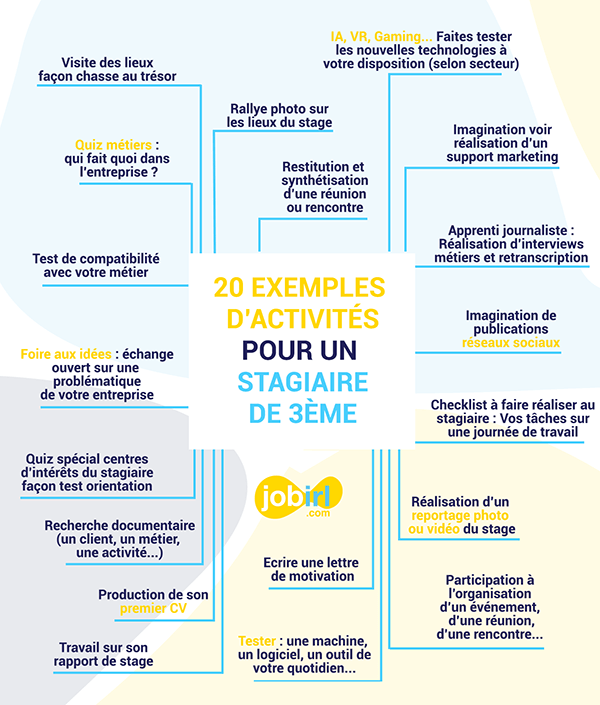 Visite des lieux
façon chasse au trésor
IA, VR, Gaming... Faites tester
les nouvelles technologies à
votre disposition (selon secteur)
Rallye photo sur
les lieux du stage
Quiz métiers :
qui fait quoi dans
l'entreprise ?
Imagination voir
réalisation d'un
support marketing
Restitution et
synthétisation
d'une réunion
ou rencontre
Test de compatibilité
avec votre métier
Apprenti journaliste :
Réalisation d'interviews
métiers et retranscription
20 EXEMPLES
D'ACTIVITÉS
POUR UN
STAGIAIRE
DE 3ÈME
Imagination de
publications
réseaux sociaux
Foire aux idées : échange
ouvert sur une
problématique
de votre entreprise
Checklist à faire réaliser au
stagiaire : Vos tâches sur
une journée de travail
Quiz spécial centres
d'intérêts du stagiaire
façon test orientation
jobirl
.com
Réalisation d'un
reportage photo
ou vidéo du stage
Recherche documentaire
(un client, un métier,
une activité...)
Ecrire une lettre
de motivation
Participation à
l'organisation
d'un événement,
d'une réunion,
d'une rencontre...
Production de son
premier CV
Travail sur son
rapport de stage
Tester : une machine,
un logiciel, un outil de
votre quotidien...